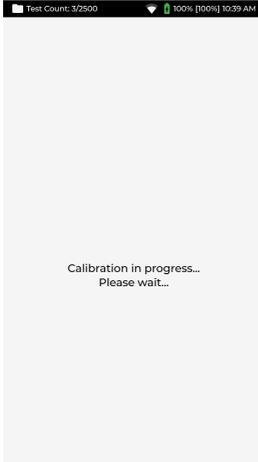 Test Count: 3/2500 100% [100%] 10:39 AM
Calibration in progress...
Please wait...